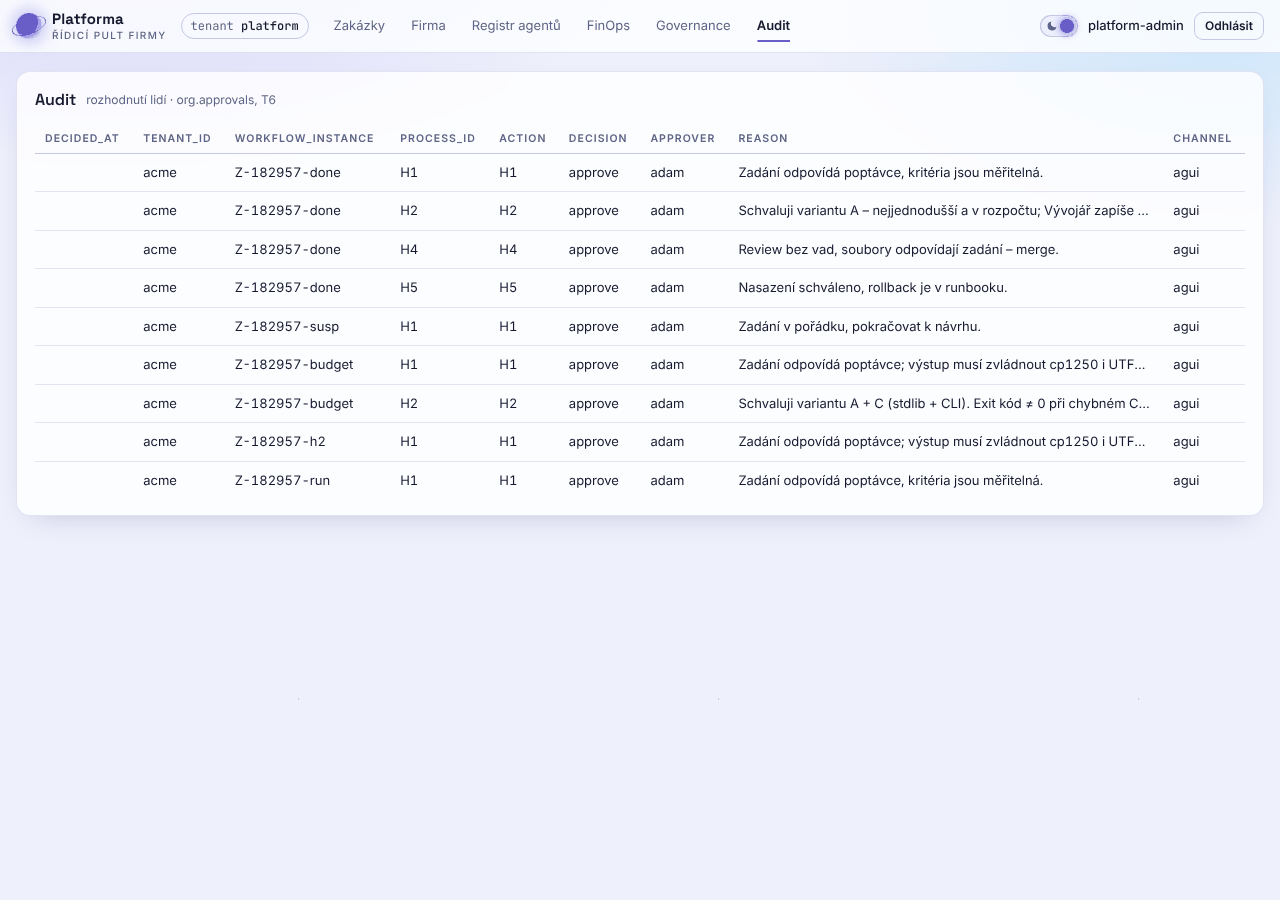 Platforma
ŘÍDICÍ PULT FIRMY
tenant platform
Zakázky Firma Registr agentů FinOps Governance Audit
platform-admin
Odhlásit
Audit rozhodnutí lidí · org.approvals, T6
DECIDED_AT TENANT_ID WORKFLOW_INSTANCE PROCESS_ID ACTION DECISION APPROVER REASON CHANNEL
acme Z-182957-done H1 H1 approve adam Zadání odpovídá poptávce, kritéria jsou měřitelná. agui
acme Z-182957-done H2 H2 approve adam Schvaluji variantu A – nejjednodušší a v rozpočtu; Vývojář zapíše ... agui
acme Z-182957-done H4 H4 approve adam Review bez vad, soubory odpovídají zadání – merge. agui
acme Z-182957-done H5 H5 approve adam Nasazení schváleno, rollback je v runbooku. agui
acme Z-182957-susp H1 H1 approve adam Zadání v pořádku, pokračovat k návrhu. agui
acme Z-182957-budget H1 H1 approve adam Zadání odpovídá poptávce; výstup musí zvládnout cp1250 i UTF... agui
acme Z-182957-budget H2 H2 approve adam Schvaluji variantu A + C (stdlib + CLI). Exit kód ≠ 0 při chybném C... agui
acme Z-182957-h2 H1 H1 approve adam Zadání odpovídá poptávce; výstup musí zvládnout cp1250 i UTF... agui
acme Z-182957-run H1 H1 approve adam Zadání odpovídá poptávce, kritéria jsou měřitelná. agui